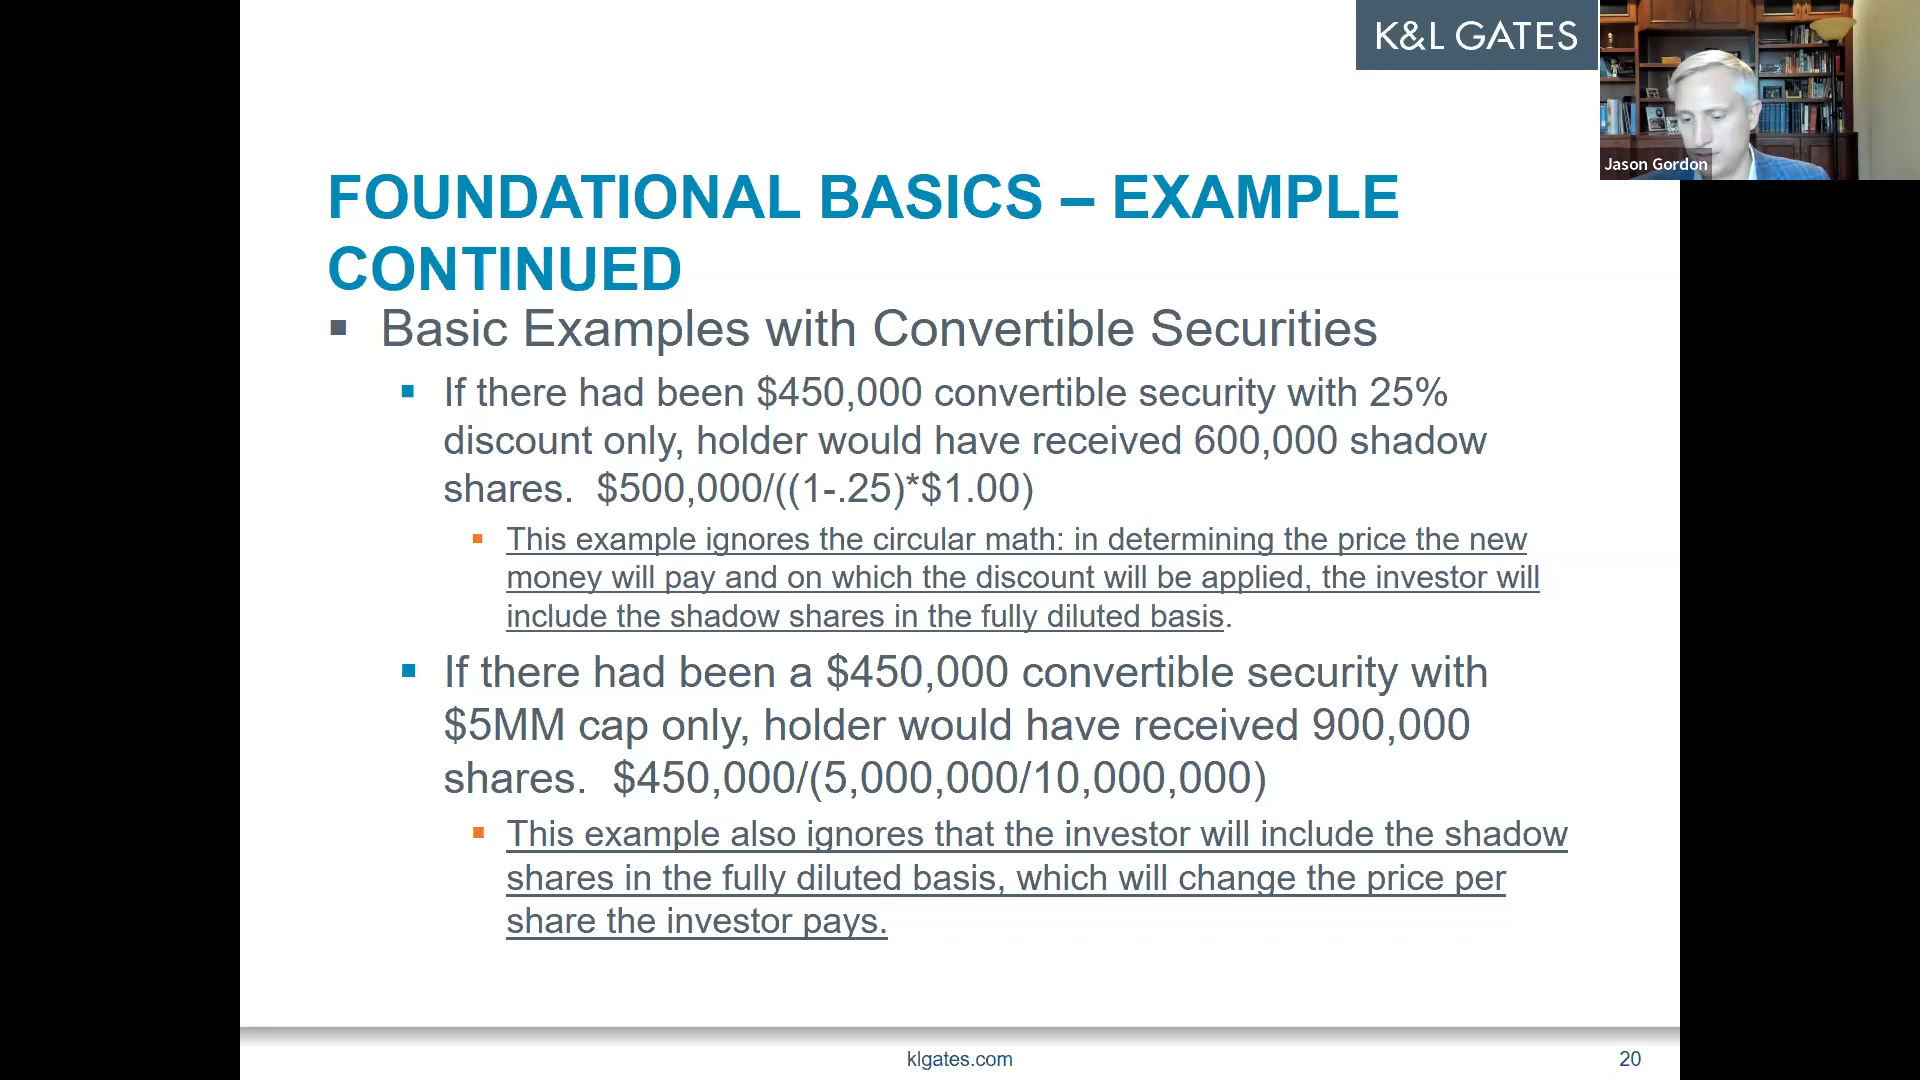 K&L GATES
Jason Gordon
FOUNDATIONAL BASICS – EXAMPLE
CONTINUED
▪ Basic Examples with Convertible Securities
▪ If there had been $450,000 convertible security with 25%
discount only, holder would have received 600,000 shadow
shares.  $500,000/((1-.25)*$1.00)
▪ This example ignores the circular math: in determining the price the new
money will pay and on which the discount will be applied, the investor will
include the shadow shares in the fully diluted basis.
▪ If there had been a $450,000 convertible security with
$5MM cap only, holder would have received 900,000
shares.  $450,000/(5,000,000/10,000,000)
▪ This example also ignores that the investor will include the shadow
shares in the fully diluted basis, which will change the price per
share the investor pays.
klgates.com
20